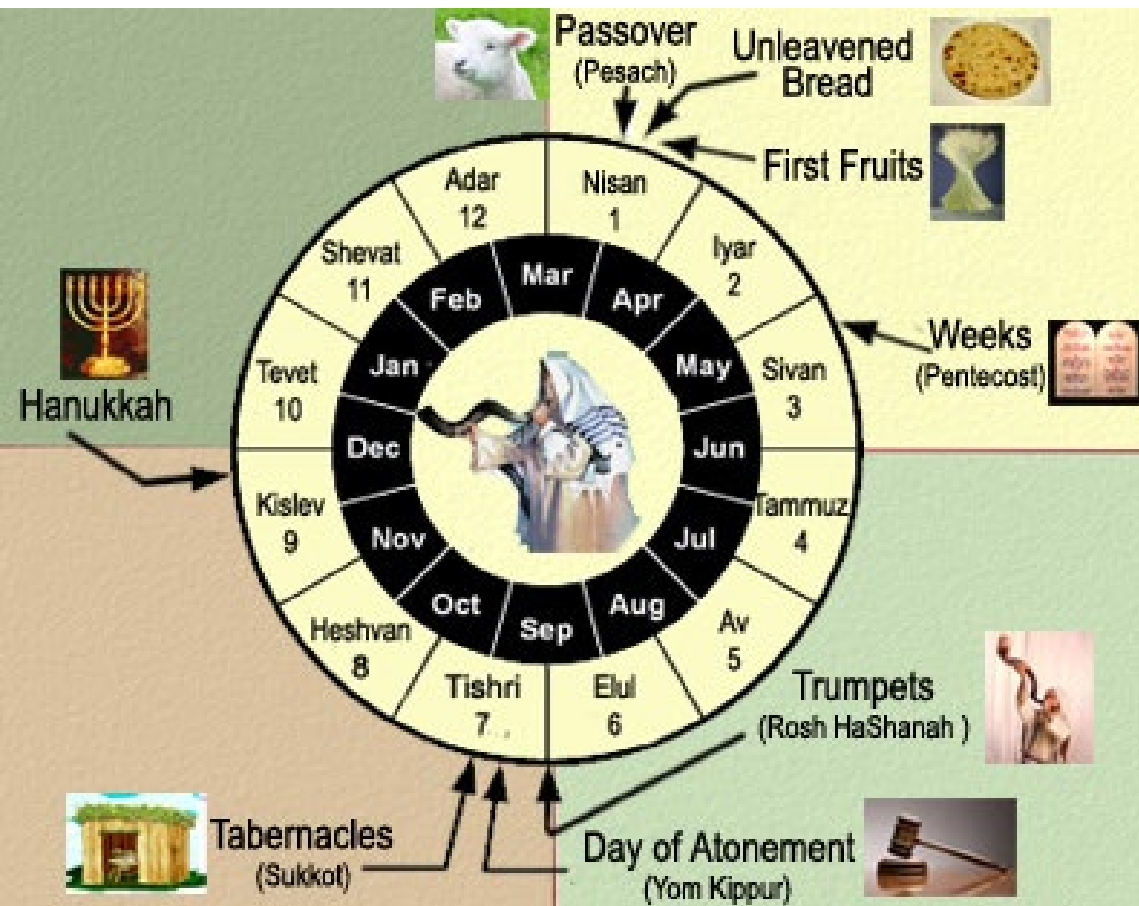 Passover
(Pesach)
Unleavened
Bread
First Fruits
Weeks
(Pentecost)
Hanukkah
Adar
12
Nisan
1
Iyar
2
Sivan
3
Tammuz
4
Av
5
Elul
6
Tishri
7
Heshvan
8
Kislev
9
Tevet
10
Shevat
11
Mar
Apr
May
Jun
Jul
Aug
Sep
Oct
Nov
Dec
Jan
Feb
Trumpets
(Rosh HaShanah )
Day of Atonement
(Yom Kippur)
Tabernacles
(Sukkot)